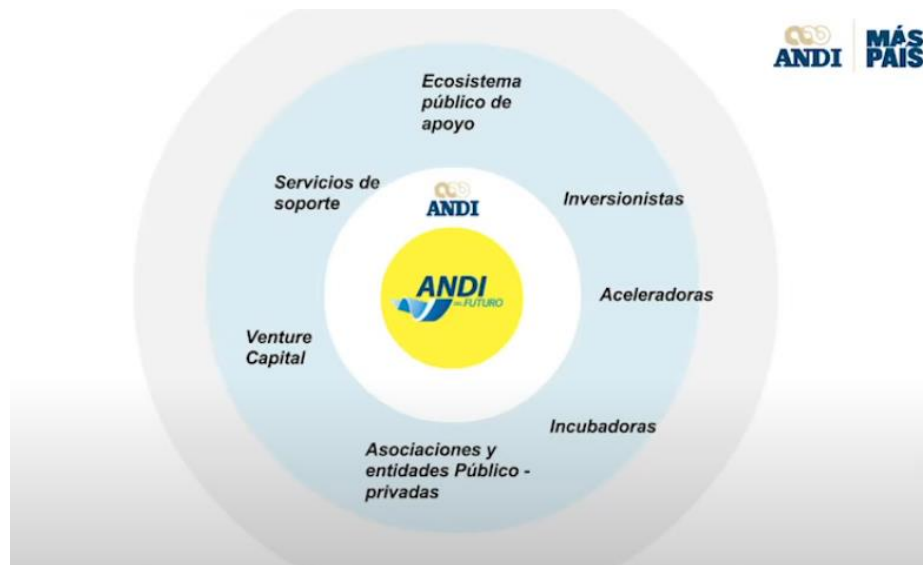 ANDI
MÁS
PAÍS
Ecosistema
público de
apoyo
Servicios de
soporte
ANDI
Inversionistas
ANDI
DEL FUTURO
Aceleradoras
Venture
Capital
Incubadoras
Asociaciones y
entidades Público -
privadas